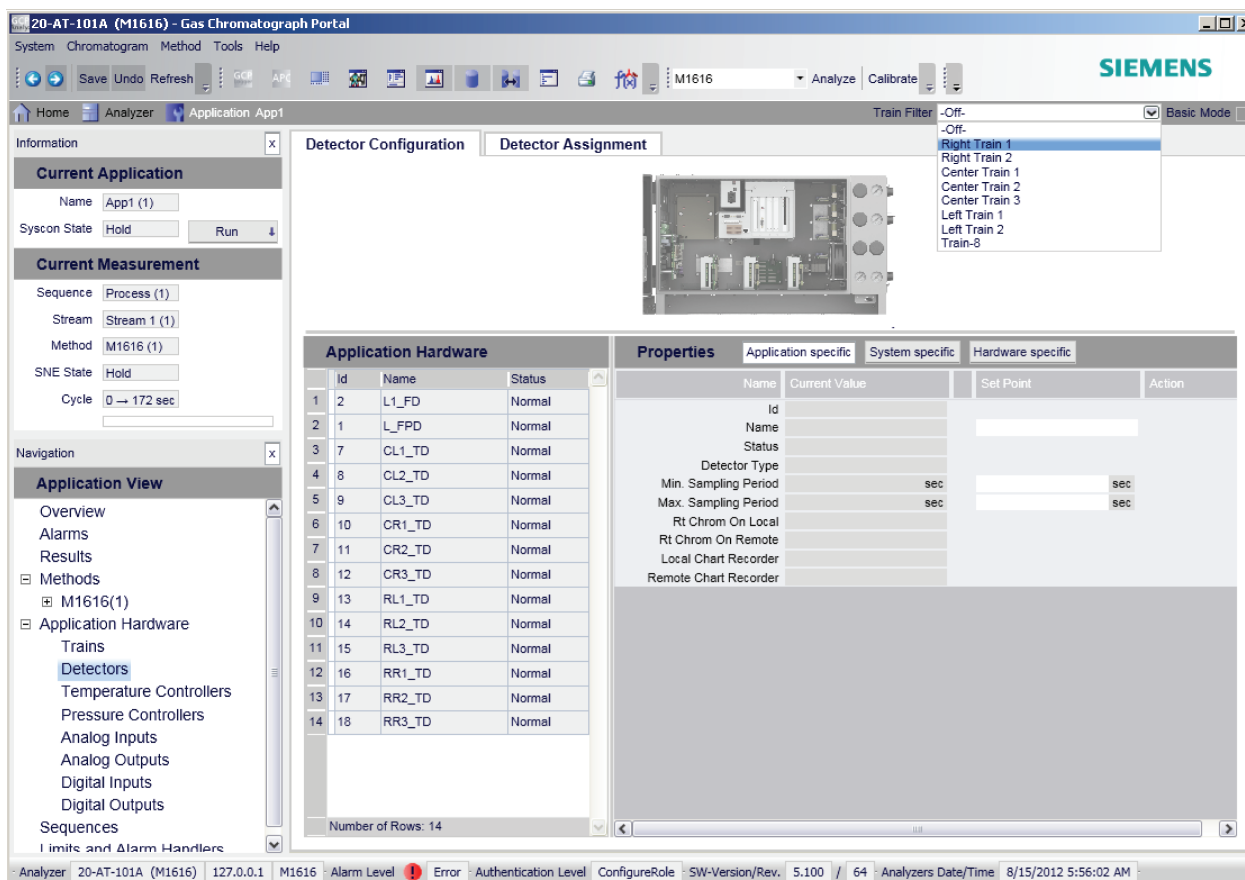 20-AT-101A (M1616) - Gas Chromatograph Portal
System Chromatogram Method Tools Help
Save Undo Refresh GCP APC f(x) M1616 Analyze Calibrate
SIEMENS
Home Analyzer Application App1 Train Filter -Off- Basic Mode
-Off-
Right Train 1
Right Train 2
Center Train 1
Center Train 2
Center Train 3
Left Train 1
Left Train 2
Train-8
Information x
Current Application
Name App1 (1)
Syscon State Hold Run
Current Measurement
Sequence Process (1)
Stream Stream 1 (1)
Method M1616 (1)
SNE State Hold
Cycle 0 → 172 sec
Navigation x
Application View
Overview
Alarms
Results
Methods
M1616(1)
Application Hardware
Trains
Detectors
Temperature Controllers
Pressure Controllers
Analog Inputs
Analog Outputs
Digital Inputs
Digital Outputs
Sequences
Limits and Alarm Handlers
Detector Configuration Detector Assignment
Application Hardware
Id Name Status
1 2 L1_FD Normal
2 1 L_FPD Normal
3 7 CL1_TD Normal
4 8 CL2_TD Normal
5 9 CL3_TD Normal
6 10 CR1_TD Normal
7 11 CR2_TD Normal
8 12 CR3_TD Normal
9 13 RL1_TD Normal
10 14 RL2_TD Normal
11 15 RL3_TD Normal
12 16 RR1_TD Normal
13 17 RR2_TD Normal
14 18 RR3_TD Normal
Number of Rows: 14
Properties Application specific System specific Hardware specific
Name Current Value Set Point Action
Id
Name
Status
Detector Type
Min. Sampling Period sec sec
Max. Sampling Period sec sec
Rt Chrom On Local
Rt Chrom On Remote
Local Chart Recorder
Remote Chart Recorder
Analyzer 20-AT-101A (M1616) 127.0.0.1 M1616 Alarm Level Error Authentication Level ConfigureRole SW-Version/Rev. 5.100 / 64 Analyzers Date/Time 8/15/2012 5:56:02 AM